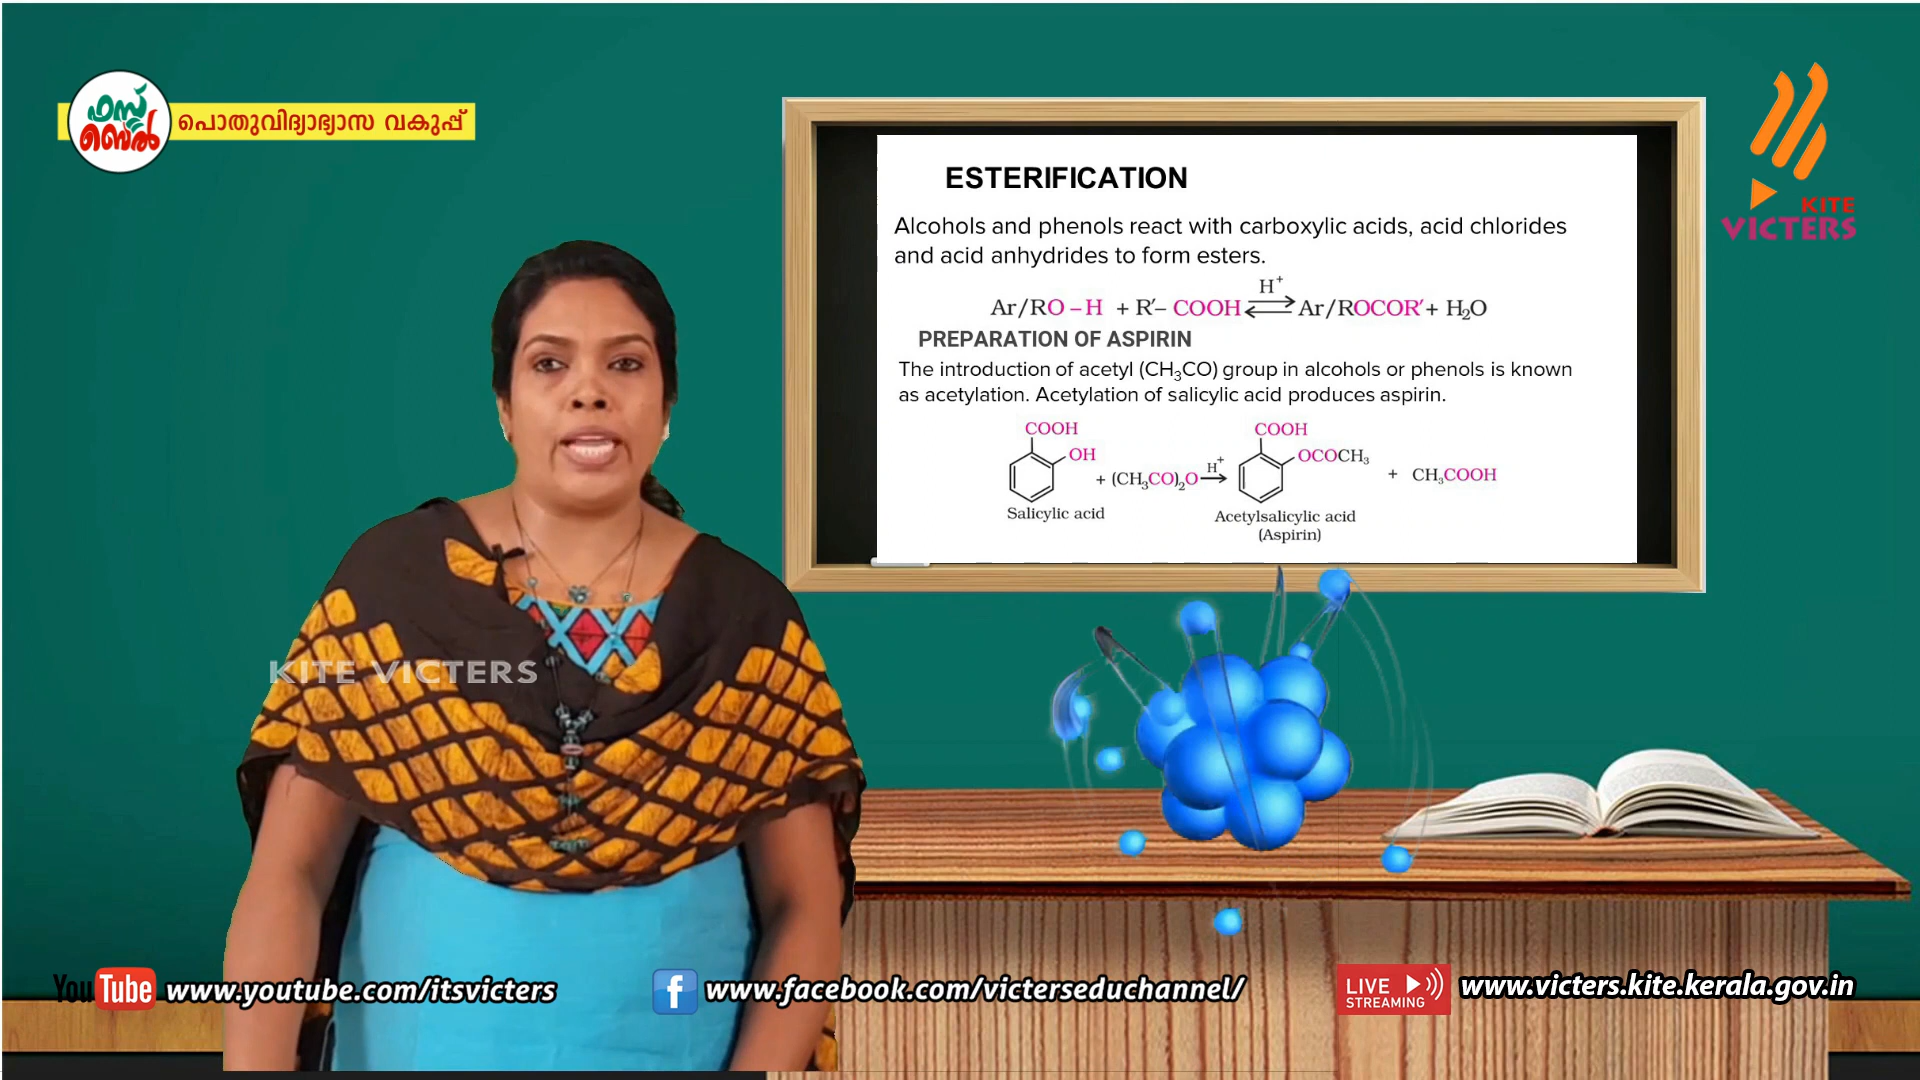 ഫസ്റ്റ്
ബെൽ
പൊതുവിദ്യാഭ്യാസ വകുപ്പ്
KITE
VICTERS
ESTERIFICATION
Alcohols and phenols react with carboxylic acids, acid chlorides
and acid anhydrides to form esters.
Ar/RO – H + R′– COOH ⇌ Ar/ROCOR′ + H₂O
H⁺
PREPARATION OF ASPIRIN
The introduction of acetyl (CH₃CO) group in alcohols or phenols is known
as acetylation. Acetylation of salicylic acid produces aspirin.
COOH
OH
+ (CH₃CO)₂O
H⁺
→
COOH
OCOCH₃
+ CH₃COOH
Salicylic acid
Acetylsalicylic acid
(Aspirin)
KITE VICTERS
YouTube www.youtube.com/itsvicters
f www.facebook.com/victerseduchannel/
LIVE
STREAMING
www.victers.kite.kerala.gov.in